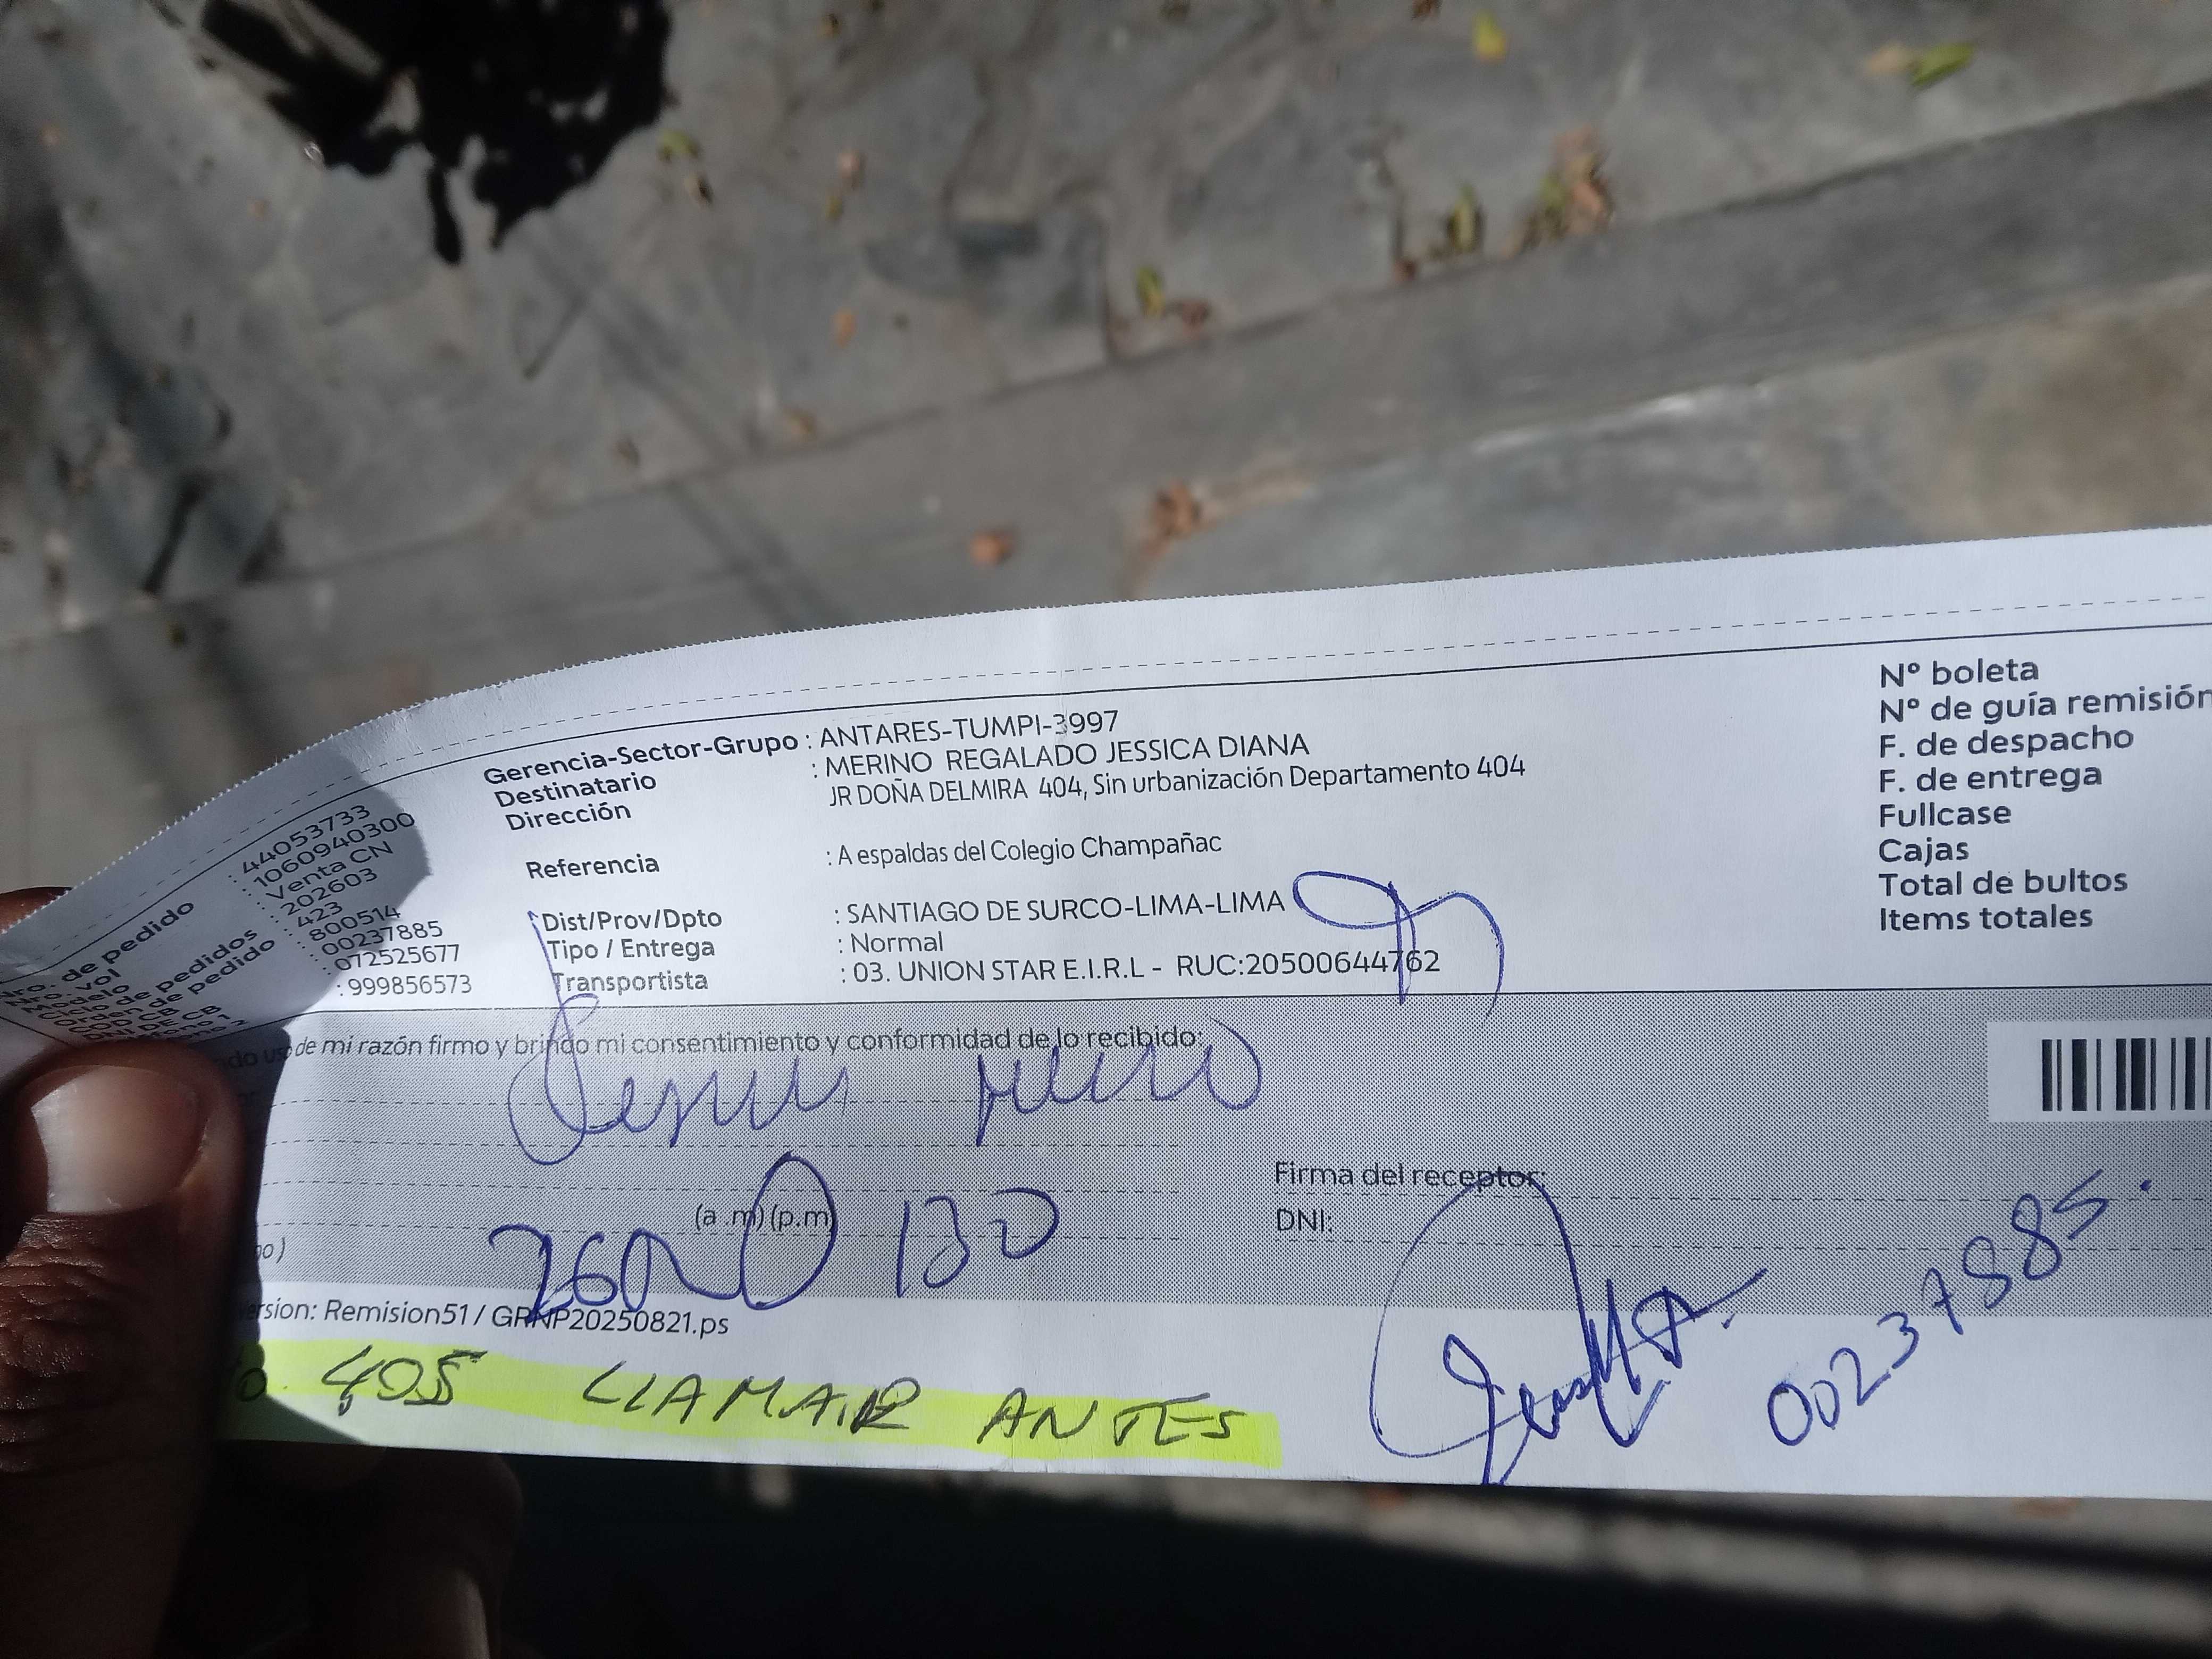 Gerencia-Sector-Grupo : ANTARES-TUMPI-3997
Destinatario : MERINO REGALADO JESSICA DIANA
Dirección JR DOÑA DELMIRA 404, Sin urbanización Departamento 404
Referencia : A espaldas del Colegio Champañac
Dist/Prov/Dpto : SANTIAGO DE SURCO-LIMA-LIMA
Tipo / Entrega : Normal
Transportista : 03. UNION STAR E.I.R.L - RUC:20500644762
Nro. de pedido : 44053733
Nro. vol : 1060940300
Modelo : Venta CN
Ciclo de pedidos : 202603
Orden de pedido : 423
COD CB : 800514
DNI DE CB : 00237885
: 072525677
: 999856573
Nº boleta
Nº de guía remisión
F. de despacho
F. de entrega
Fullcase
Cajas
Total de bultos
Items totales
uso de mi razón firmo y brindo mi consentimiento y conformidad de lo recibido:
(a .m) (p.m)
130
Firma del receptor:
DNI:
00237885.
ersion: Remision51 / GRNP20250821.ps
405 LLAMAR ANTES